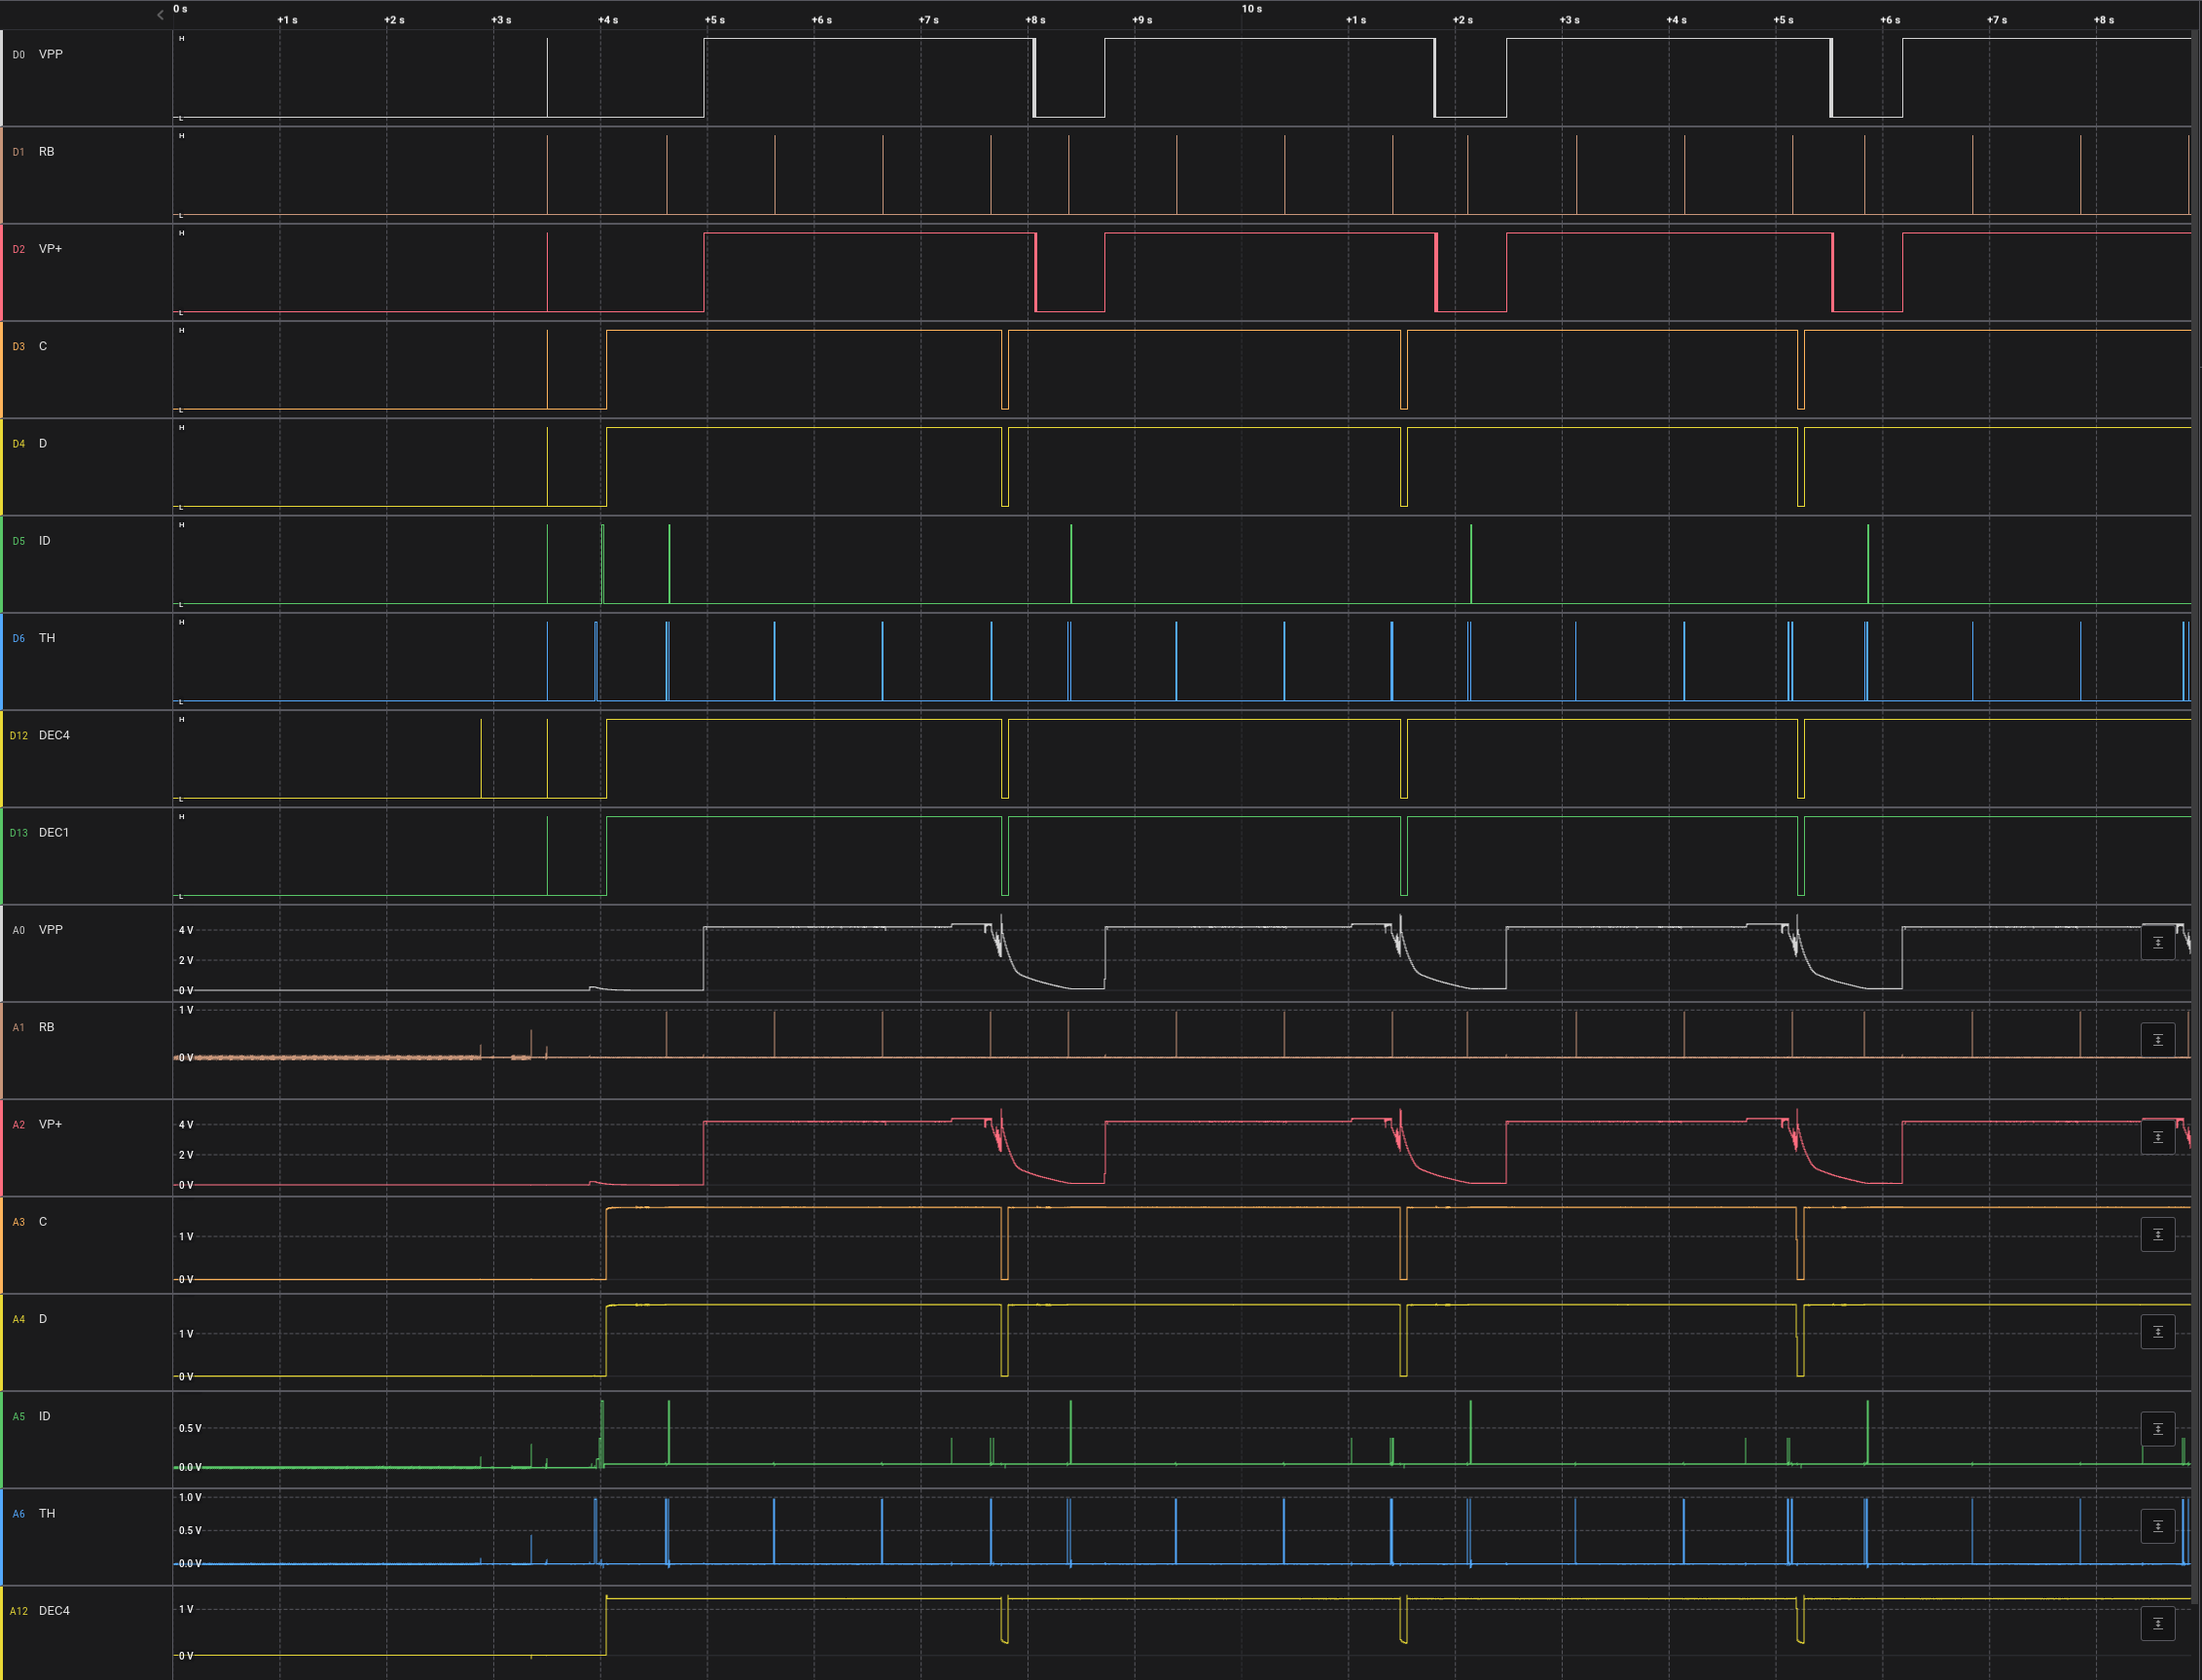 0 s
+1 s +2 s +3 s +4 s +5 s +6 s +7 s +8 s +9 s
10 s
+1 s +2 s +3 s +4 s +5 s +6 s +7 s +8 s
D0 VPP
H
L
D1 RB
H
L
D2 VP+
H
L
D3 C
H
L
D4 D
H
L
D5 ID
H
L
D6 TH
H
L
D12 DEC4
H
L
D13 DEC1
H
L
A0 VPP
4 V
2 V
0 V
A1 RB
1 V
0 V
A2 VP+
4 V
2 V
0 V
A3 C
1 V
0 V
A4 D
1 V
0 V
A5 ID
0.5 V
0.0 V
A6 TH
1.0 V
0.5 V
0.0 V
A12 DEC4
1 V
0 V